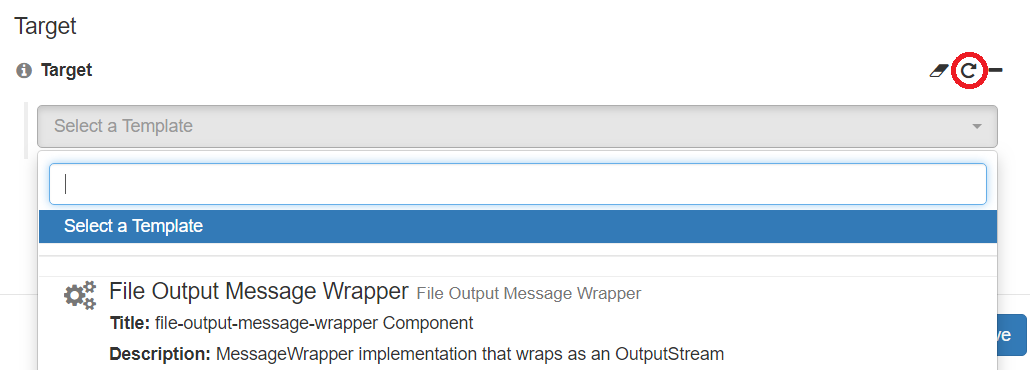 Target
Target
Select a Template
Select a Template
File Output Message Wrapper File Output Message Wrapper
Title: file-output-message-wrapper Component
ve
Description: MessageWrapper implementation that wraps as an OutputStream